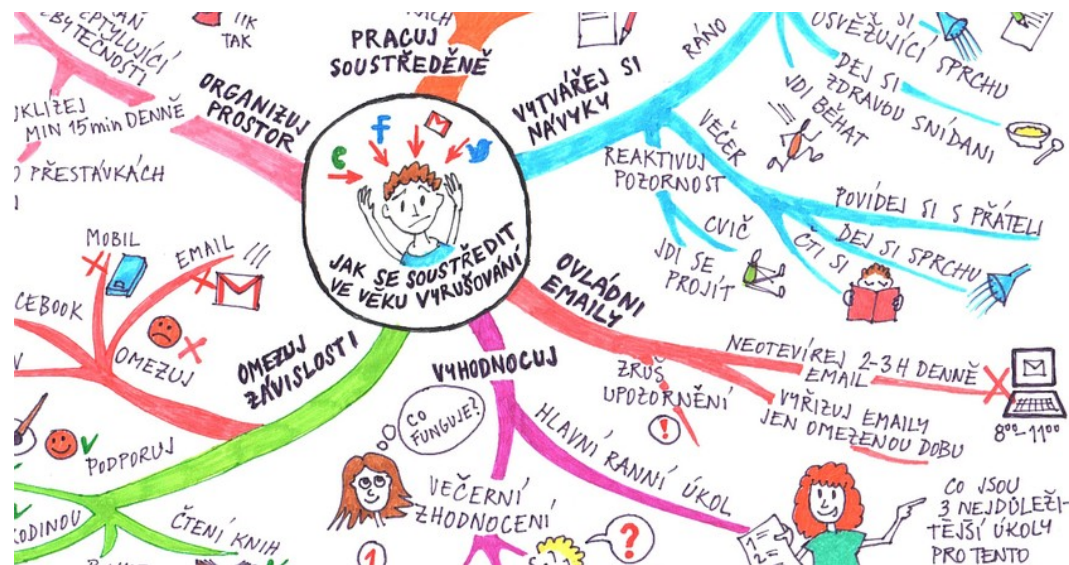 TAK
PRACUJ
SOUSTŘEDĚNĚ
ORGANIZUJ
PROSTOR
MIN 15 min DENNĚ
PŘESTÁVKÁCH
VYTVÁŘEJ SI
NÁVYKY
RÁNO
OSVĚŽUJÍCÍ SPRCHU
DEJ SI
ZDRAVOU SNÍDANI
JDI BĚHAT
VEČER
POVÍDEJ SI S PŘÁTELI
DEJ SI SPRCHU
ČTI SI
REAKTIVUJ
POZORNOST
CVIČ
JDI SE
PROJÍT
JAK SE SOUSTŘEDIT
VE VĚKU VYRUŠOVÁNÍ
OVLÁDNI
EMAILY
NEOTEVÍREJ 2-3 H DENNĚ
EMAIL
8⁰⁰-11⁰⁰
VYŘIZUJ EMAILY
JEN OMEZENOU DOBU
ZRUŠ
UPOZORNĚNÍ
!
VYHODNOCUJ
HLAVNÍ RANNÍ ÚKOL
1
2
CO JSOU
3 NEJDŮLEŽI-
TĚJŠÍ ÚKOLY
PRO TENTO
CO
FUNGUJE?
VEČERNÍ
ZHODNOCENÍ
1
?
OMEZUJ
ZÁVISLOSTI
MOBIL
EMAIL !!!
OMEZUJ
PODPORUJ
ČTENÍ KNIH